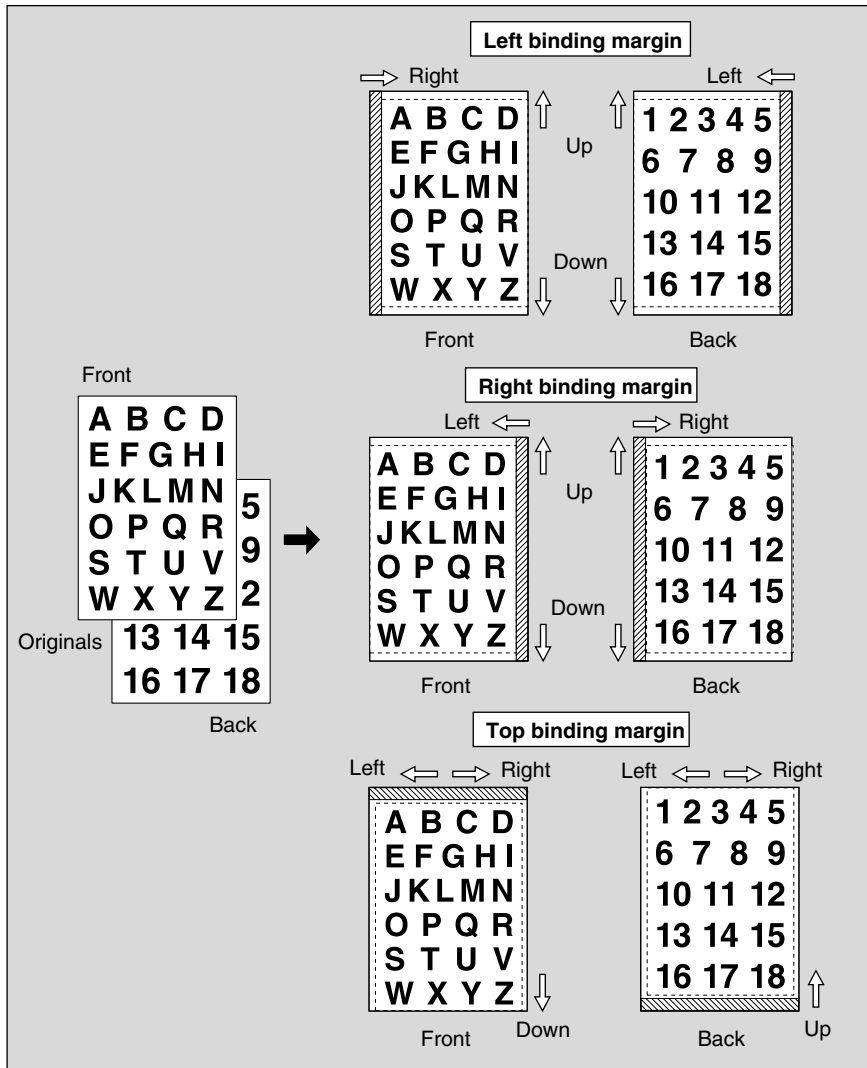 Left binding margin
Right
Left
A B C D
E F G H I
J K L M N
O P Q R
S T U V
W X Y Z
Up
Down
1 2 3 4 5
6 7 8 9
10 11 12
13 14 15
16 17 18
Front
Back
Front
A B C D
E F G H I
J K L M N
O P Q R
S T U V
W X Y Z
5
9
2
13 14 15
16 17 18
Originals
Back
Right binding margin
Left
Right
A B C D
E F G H I
J K L M N
O P Q R
S T U V
W X Y Z
Up
Down
1 2 3 4 5
6 7 8 9
10 11 12
13 14 15
16 17 18
Front
Back
Top binding margin
Left
Right
Left
Right
A B C D
E F G H I
J K L M N
O P Q R
S T U V
W X Y Z
1 2 3 4 5
6 7 8 9
10 11 12
13 14 15
16 17 18
Front
Down
Back
Up